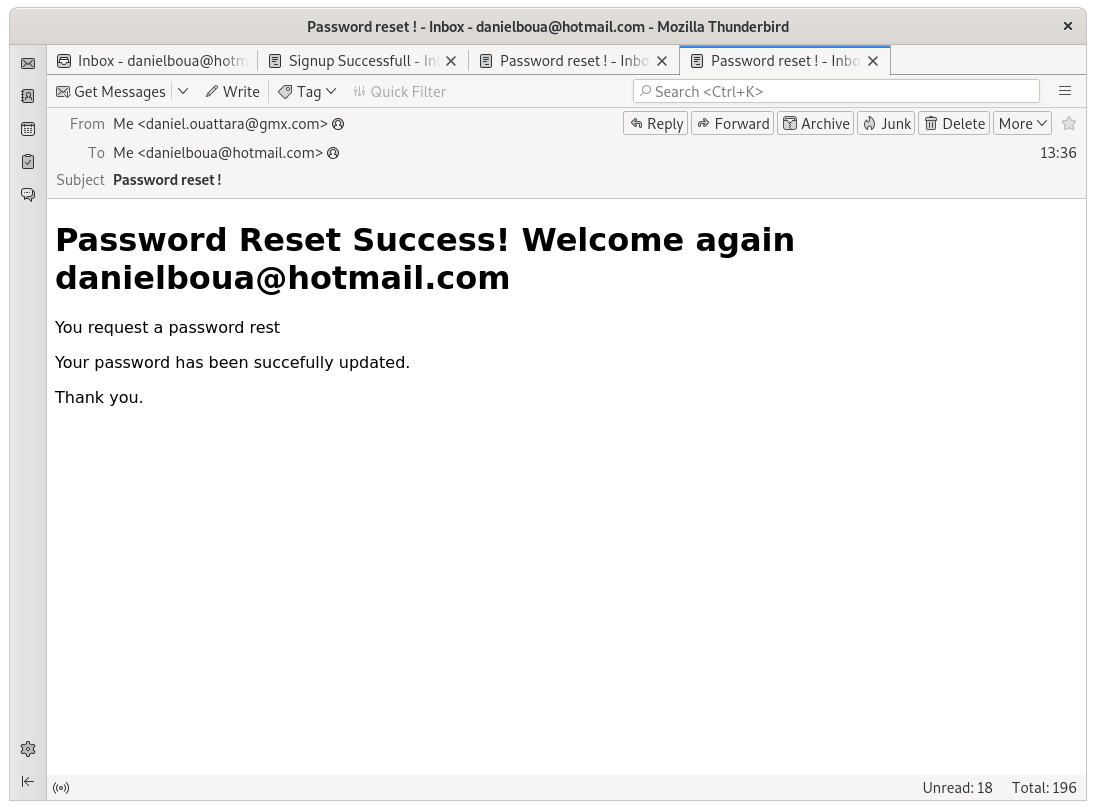 Password reset ! - Inbox - danielboua@hotmail.com - Mozilla Thunderbird
Inbox - danielboua@hotm
Signup Successfull - In
Password reset ! - Inbo
Password reset ! - Inbo
Get Messages
Write
Tag
Quick Filter
Search <Ctrl+K>
From Me <daniel.ouattara@gmx.com>
Reply
Forward
Archive
Junk
Delete
More
To Me <danielboua@hotmail.com>
13:36
Subject Password reset !
Password Reset Success! Welcome again
danielboua@hotmail.com
You request a password rest
Your password has been succefully updated.
Thank you.
Unread: 18 Total: 196